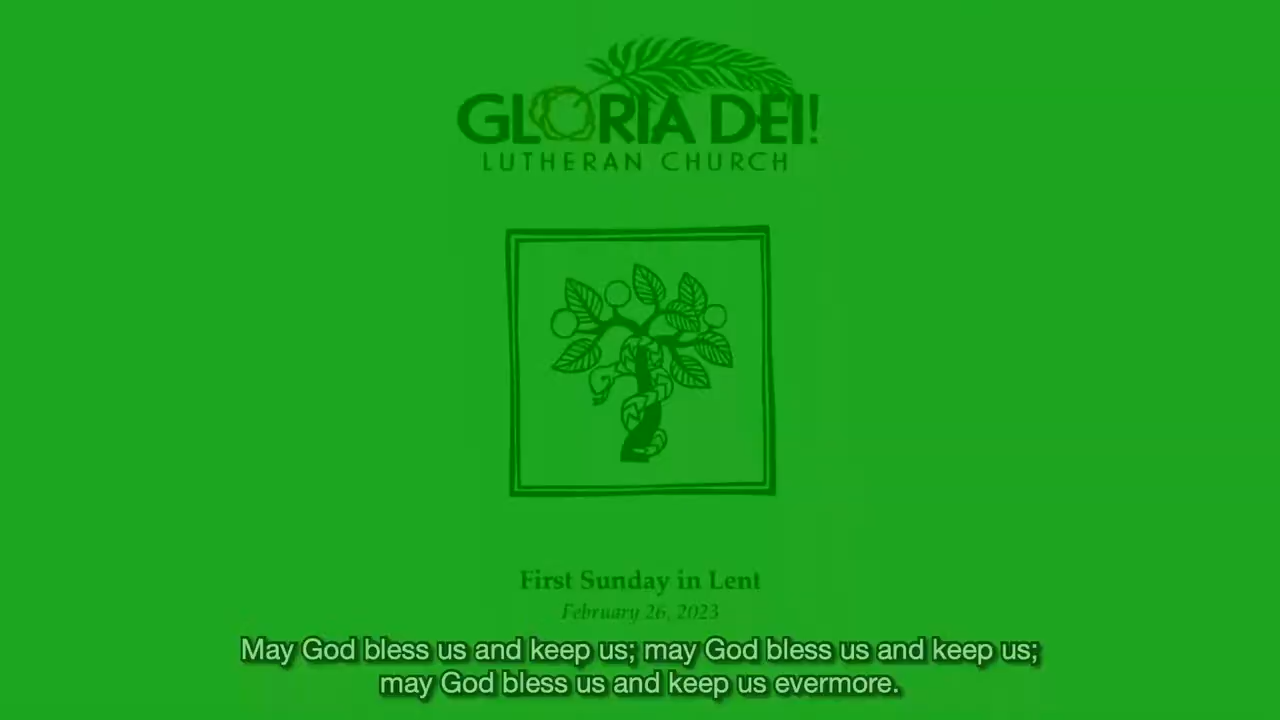 GLORIA DEI!
LUTHERAN CHURCH
First Sunday in Lent
February 26, 2023
May God bless us and keep us; may God bless us and keep us;
may God bless us and keep us evermore.